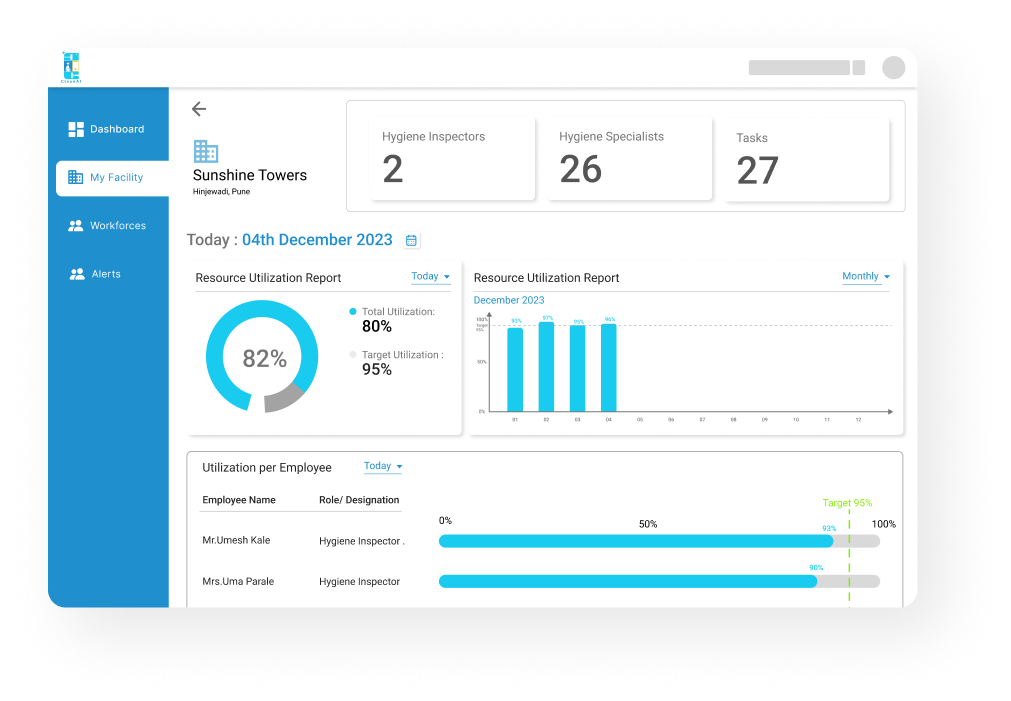 CleanAI
Dashboard
My Facility
Workforces
Alerts
Sunshine Towers
Hinjewadi, Pune
Hygiene Inspectors
2
Hygiene Specialists
26
Tasks
27
Today : 04th December 2023
Resource Utilization Report
Today
82%
Total Utilization:
80%
Target Utilization :
95%
Resource Utilization Report
Monthly
December 2023
100%
Target
95%
50%
0%
93%
97%
95%
96%
01 02 03 04 05 06 07 08 09 10 11 12
Utilization per Employee
Today
Employee Name Role/ Designation
Target 95%
0% 50% 100%
Mr.Umesh Kale Hygiene Inspector .
93%
Mrs.Uma Parale Hygiene Inspector
90%